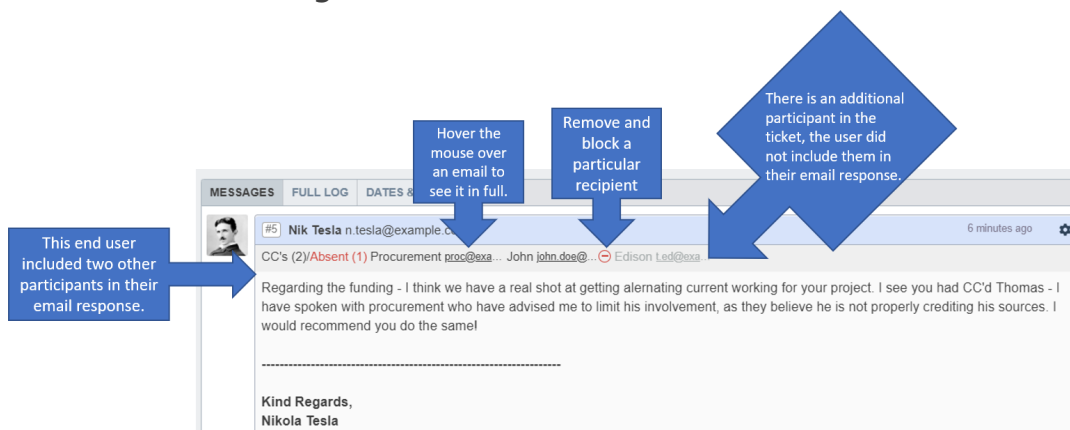 There is an additional
participant in the
ticket, the user did
not include them in
their email response.
Remove and
block a
particular
recipient
Hover the
mouse over
an email to
see it in full.
MESSAGES FULL LOG DATES &
#5 Nik Tesla n.tesla@example.c 6 minutes ago
This end user
included two other
participants in their
email response.
CC's (2)/Absent (1) Procurement proc@exa... John john.doe@... Edison t.ed@exa...
Regarding the funding - I think we have a real shot at getting alernating current working for your project. I see you had CC'd Thomas - I
have spoken with procurement who have advised me to limit his involvement, as they believe he is not properly crediting his sources. I
would recommend you do the same!
--------------------------------------------------------------------
Kind Regards,
Nikola Tesla